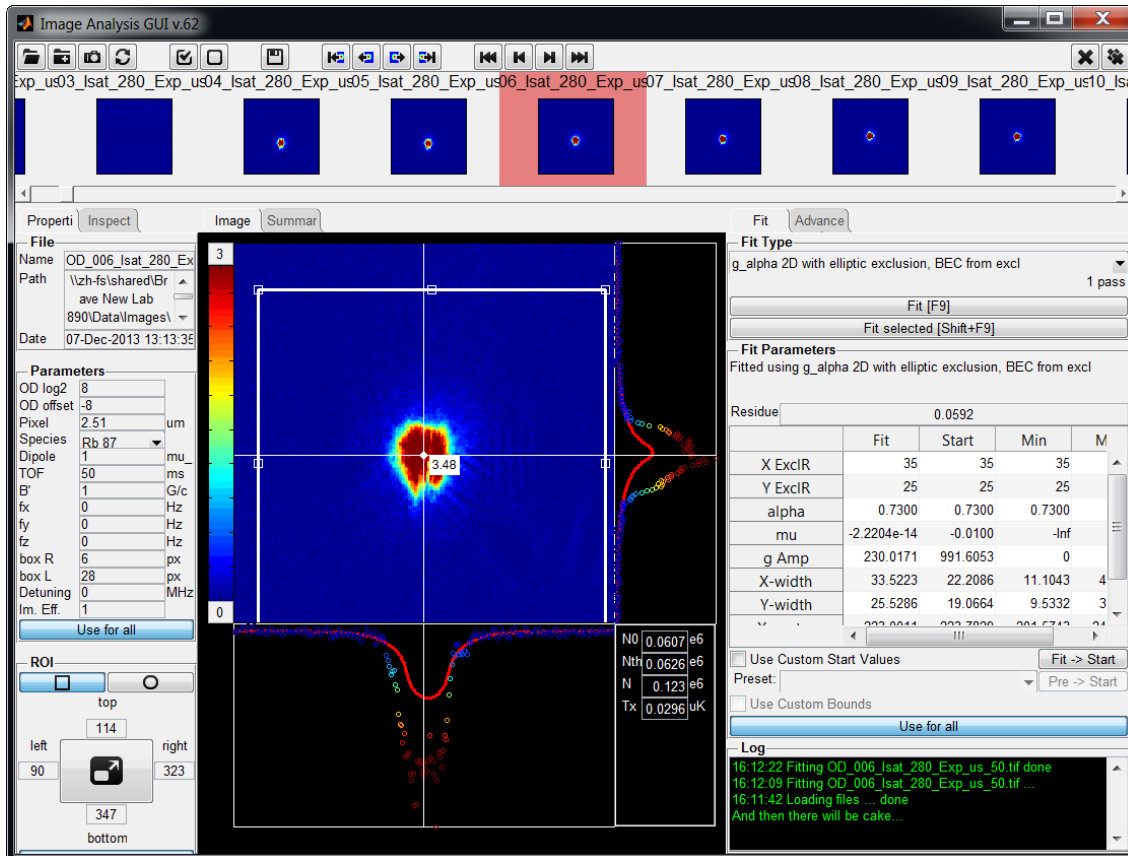 Image Analysis GUI v.62
Exp_us03_Isat_280_Exp_us04_Isat_280_Exp_us05_Isat_280_Exp_us06_Isat_280_Exp_us07_Isat_280_Exp_us08_Isat_280_Exp_us09_Isat_280_Exp_us10_Isa
Properti Inspect
Image Summar
Fit Advance
File
Name OD_006_Isat_280_Ex
Path \\zh-fs\shared\Br
ave New Lab
890\Data\Images\
Date 07-Dec-2013 13:13:35
Parameters
OD log2 8
OD offset -8
Pixel 2.51 um
Species Rb 87
Dipole 1 mu_
TOF 50 ms
B' 1 G/c
fx 0 Hz
fy 0 Hz
fz 0 Hz
box R 6 px
box L 28 px
Detuning 0 MHz
Im. Eff. 1
Use for all
ROI
top
114
left right
90 323
347
bottom
3
3.48
0
N0 0.0607 e6
Nth 0.0626 e6
N 0.123 e6
Tx 0.0296 uK
Fit Type
g_alpha 2D with elliptic exclusion, BEC from excl
1 pass
Fit [F9]
Fit selected [Shift+F9]
Fit Parameters
Fitted using g_alpha 2D with elliptic exclusion, BEC from excl
Residue 0.0592
Fit Start Min M
X ExclR 35 35 35
Y ExclR 25 25 25
alpha 0.7300 0.7300 0.7300
mu -2.2204e-14 -0.0100 -Inf
g Amp 230.0171 991.6053 0
X-width 33.5223 22.2086 11.1043 4
Y-width 25.5286 19.0664 9.5332 3
Use Custom Start Values Fit -> Start
Preset: Pre -> Start
Use Custom Bounds
Use for all
Log
16:12:22 Fitting OD_006_Isat_280_Exp_us_50.tif done
16:12:09 Fitting OD_006_Isat_280_Exp_us_50.tif ...
16:11:42 Loading files ... done
And then there will be cake...